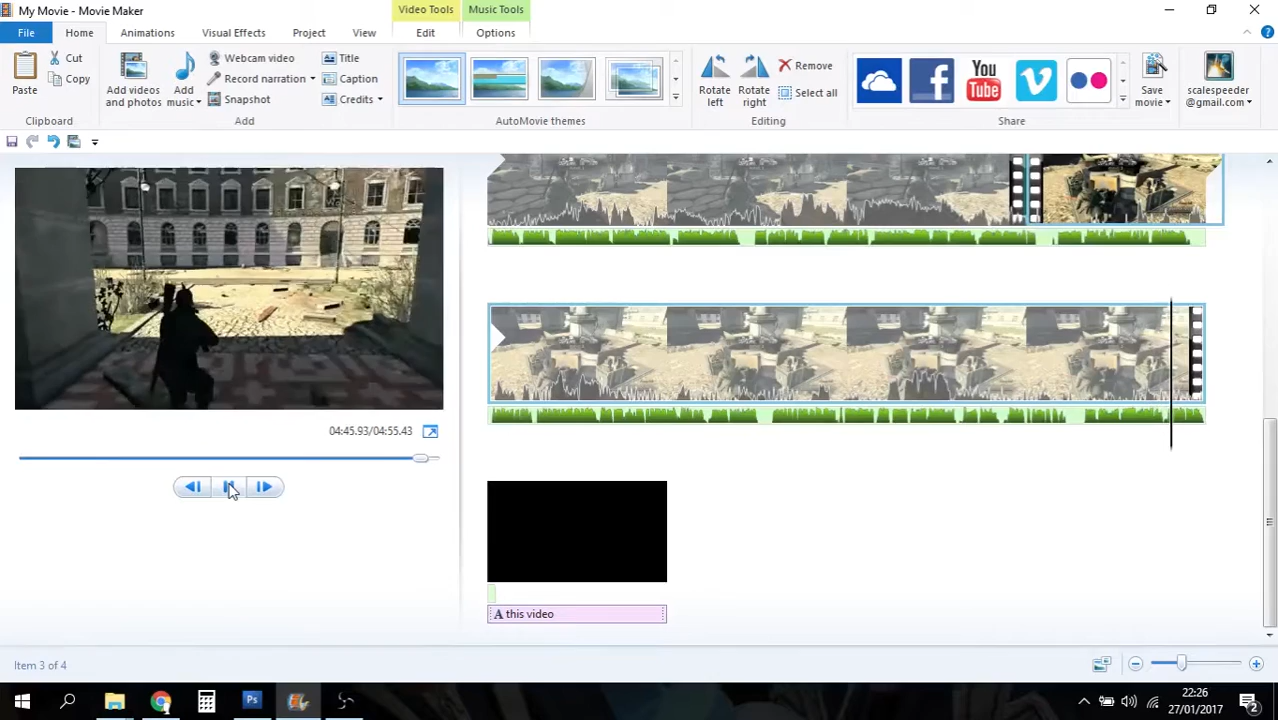 My Movie - Movie Maker
Video Tools
Music Tools
File
Home
Animations
Visual Effects
Project
View
Edit
Options
Paste
Cut
Copy
Clipboard
Add videos
and photos
Add
music
Webcam video
Record narration
Snapshot
Title
Caption
Credits
Add
AutoMovie themes
Rotate
left
Rotate
right
Remove
Select all
Editing
You
Tube
Share
Save
movie
scalespeeder
@gmail.com
04:45.93/04:55.43
A this video
Item 3 of 4
Ps
22:26
27/01/2017
2